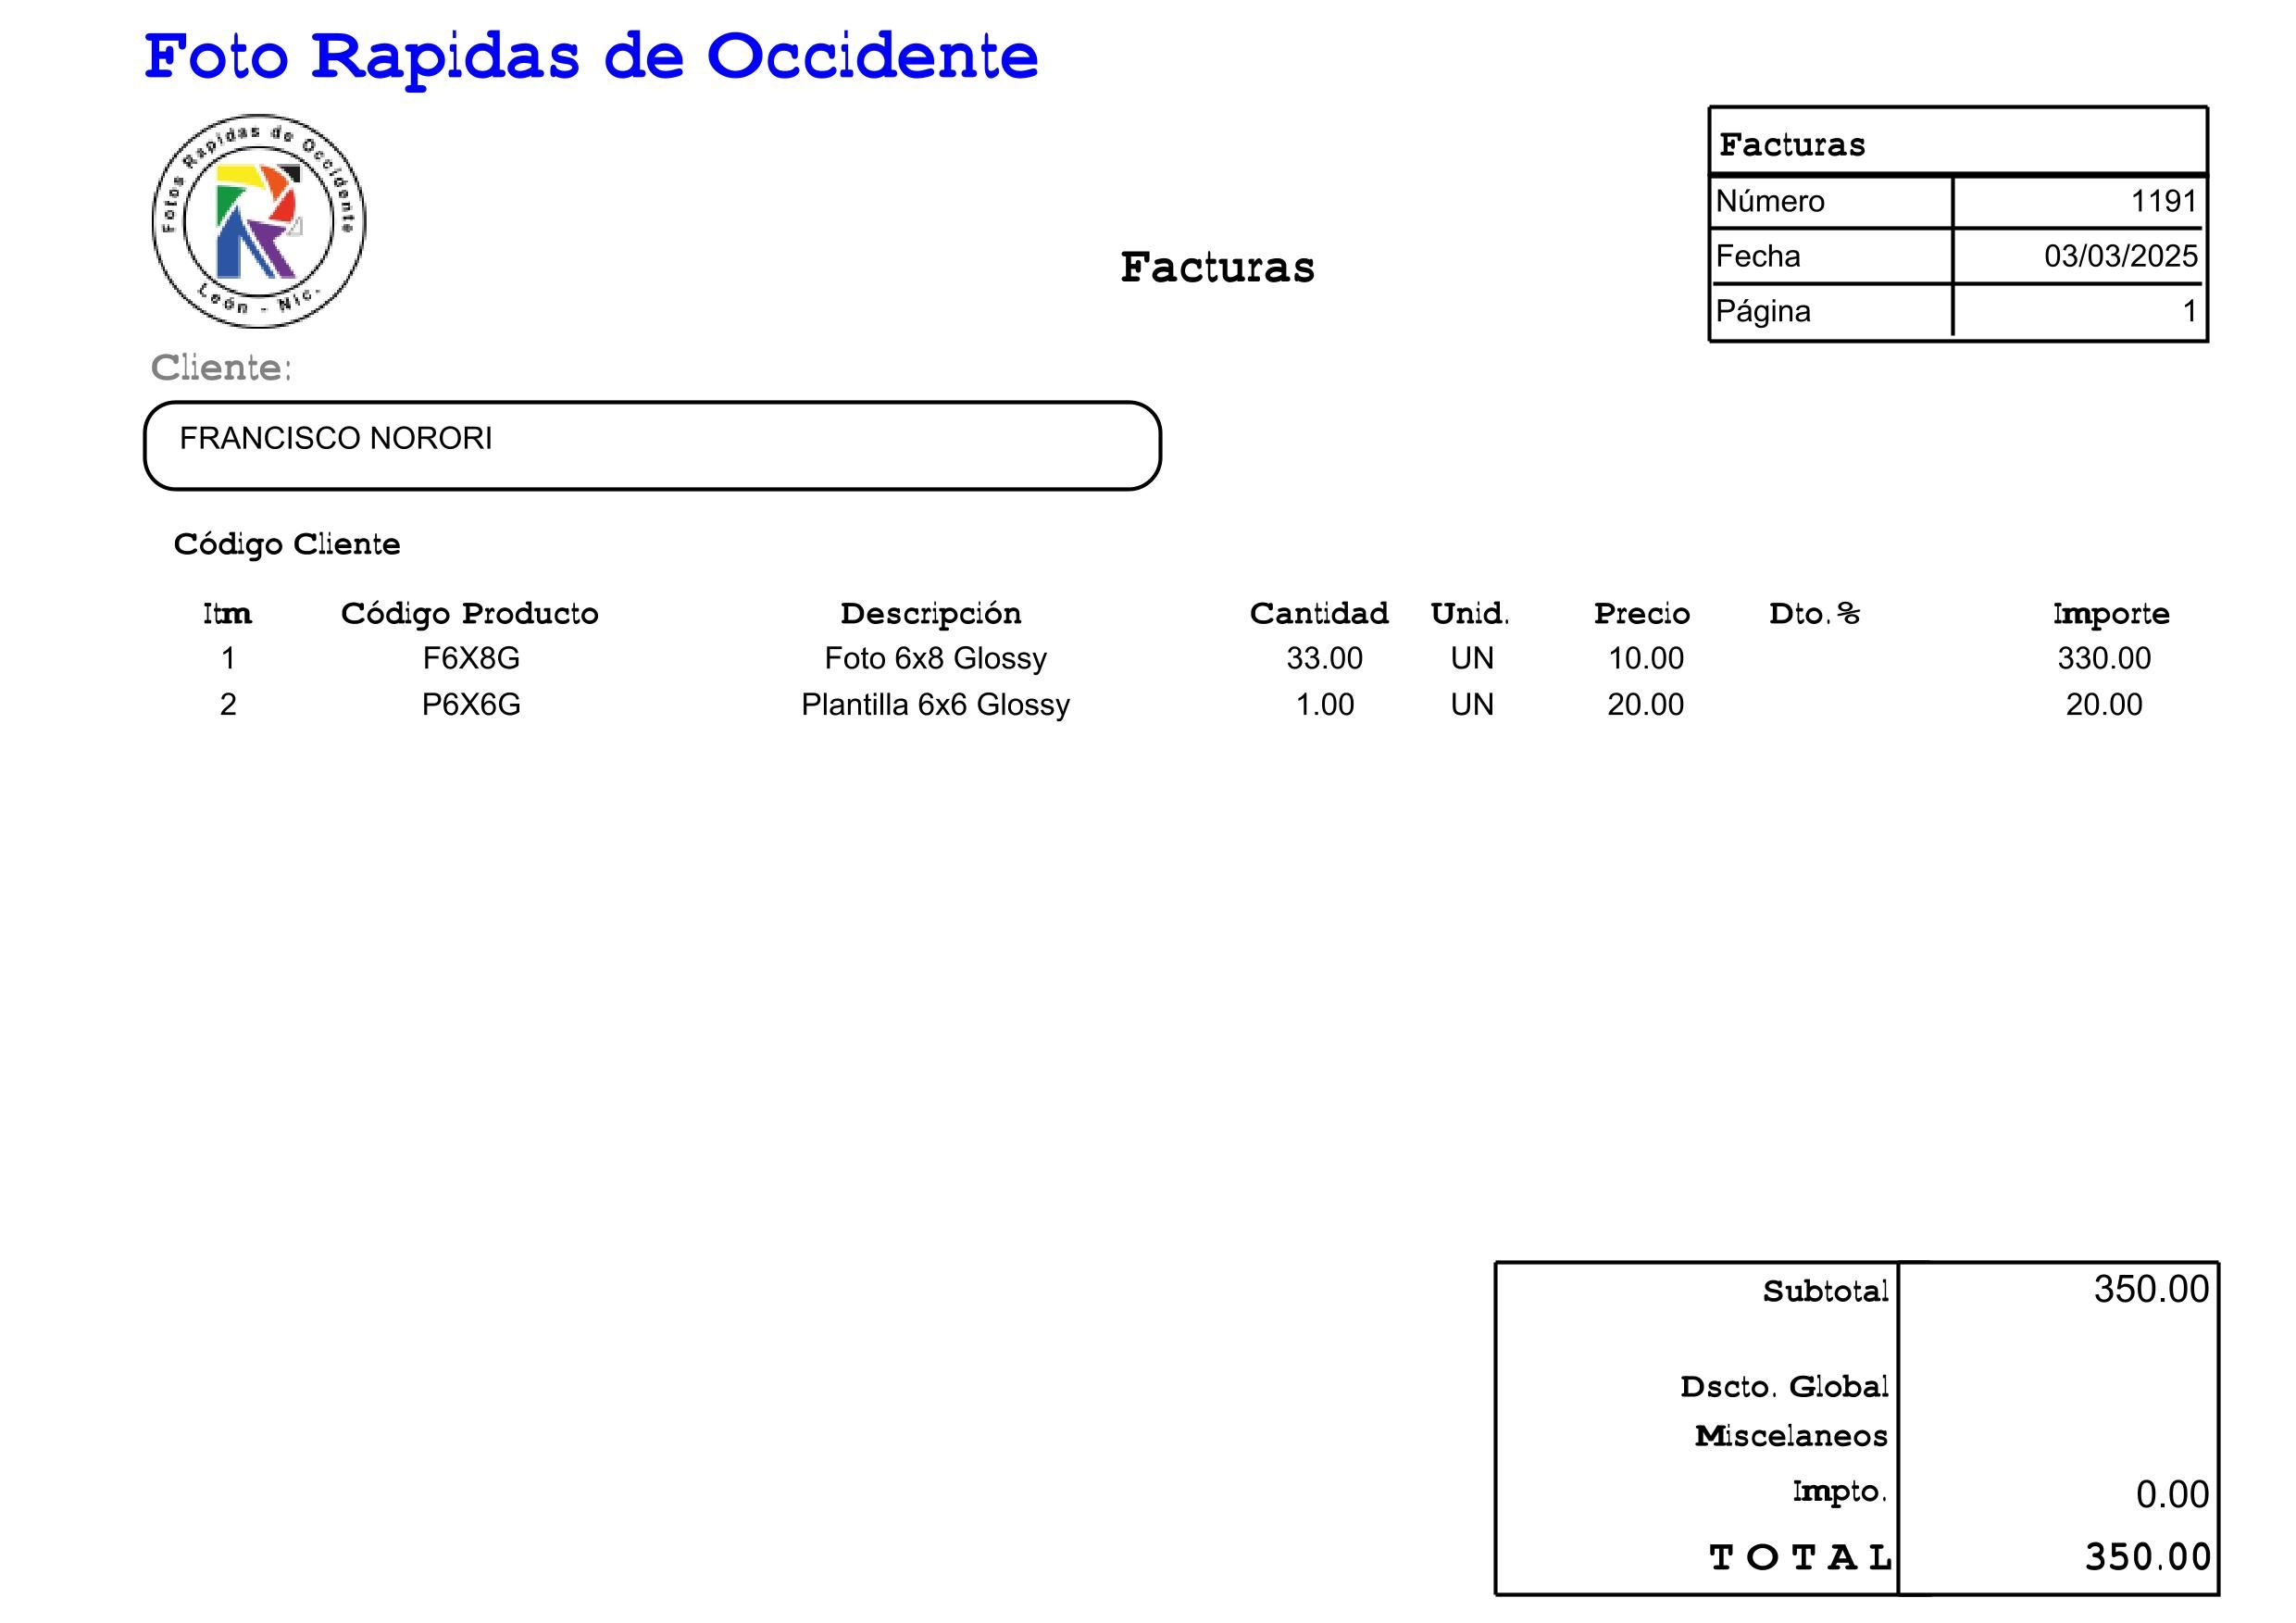 Foto Rapidas de Occidente
Fotos Rapidas de Occidente
León - Nic.
Facturas
Número 1191
Fecha 03/03/2025
Página 1
Facturas
Cliente:
FRANCISCO NORORI
Código Cliente
Itm Código Producto Descripción Cantidad Unid. Precio Dto.% Importe
1 F6X8G Foto 6x8 Glossy 33.00 UN 10.00 330.00
2 P6X6G Plantilla 6x6 Glossy 1.00 UN 20.00 20.00
Subtotal 350.00
Dscto. Global
Miscelaneos
Impto. 0.00
TOTAL 350.00